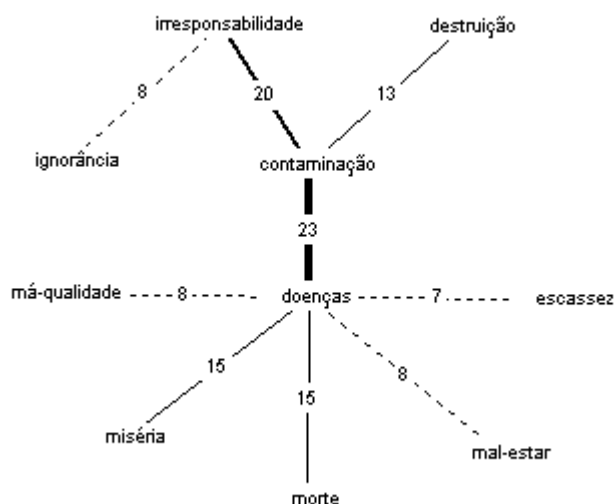 irresponsabilidade
destruição
8
20
13
ignorância
contaminação
23
má-qualidade
8
doenças
7
escassez
15
15
8
miséria
mal-estar
morte